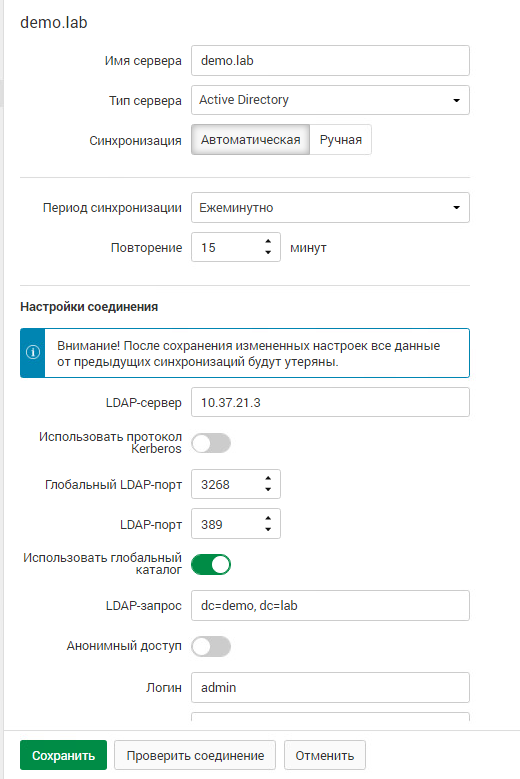 demo.lab
Имя сервера demo.lab
Тип сервера Active Directory
Синхронизация Автоматическая Ручная
Период синхронизации Ежеминутно
Повторение 15 минут
Настройки соединения
Внимание! После сохранения измененных настроек все данные
от предыдущих синхронизаций будут утеряны.
LDAP-сервер 10.37.21.3
Использовать протокол
Kerberos
Глобальный LDAP-порт 3268
LDAP-порт 389
Использовать глобальный
каталог
LDAP-запрос dc=demo, dc=lab
Анонимный доступ
Логин admin
Сохранить Проверить соединение Отменить